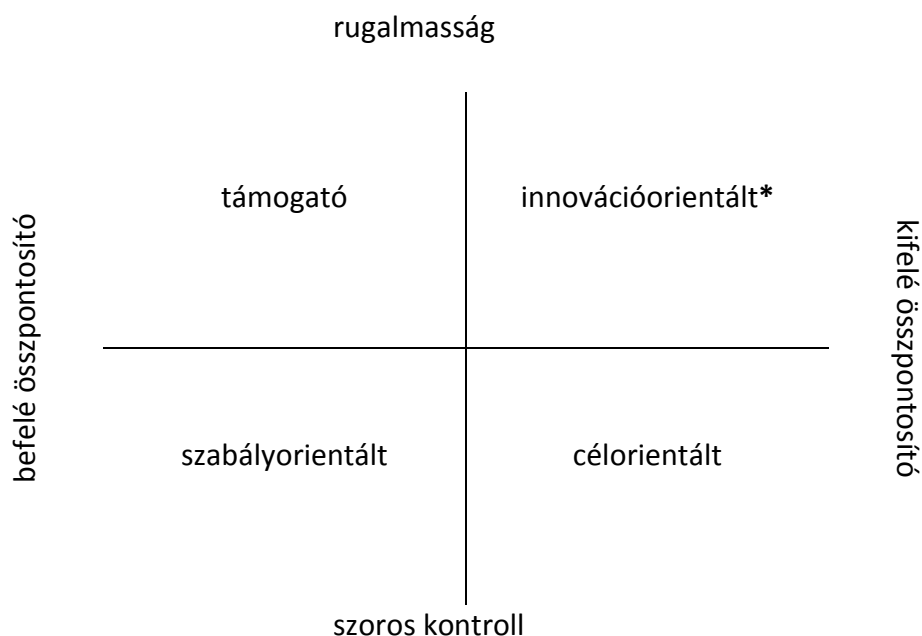 rugalmasság
támogató
innovációorientált*
befelé összpontosító
kifelé összpontosító
szabályorientált
célorientált
szoros kontroll